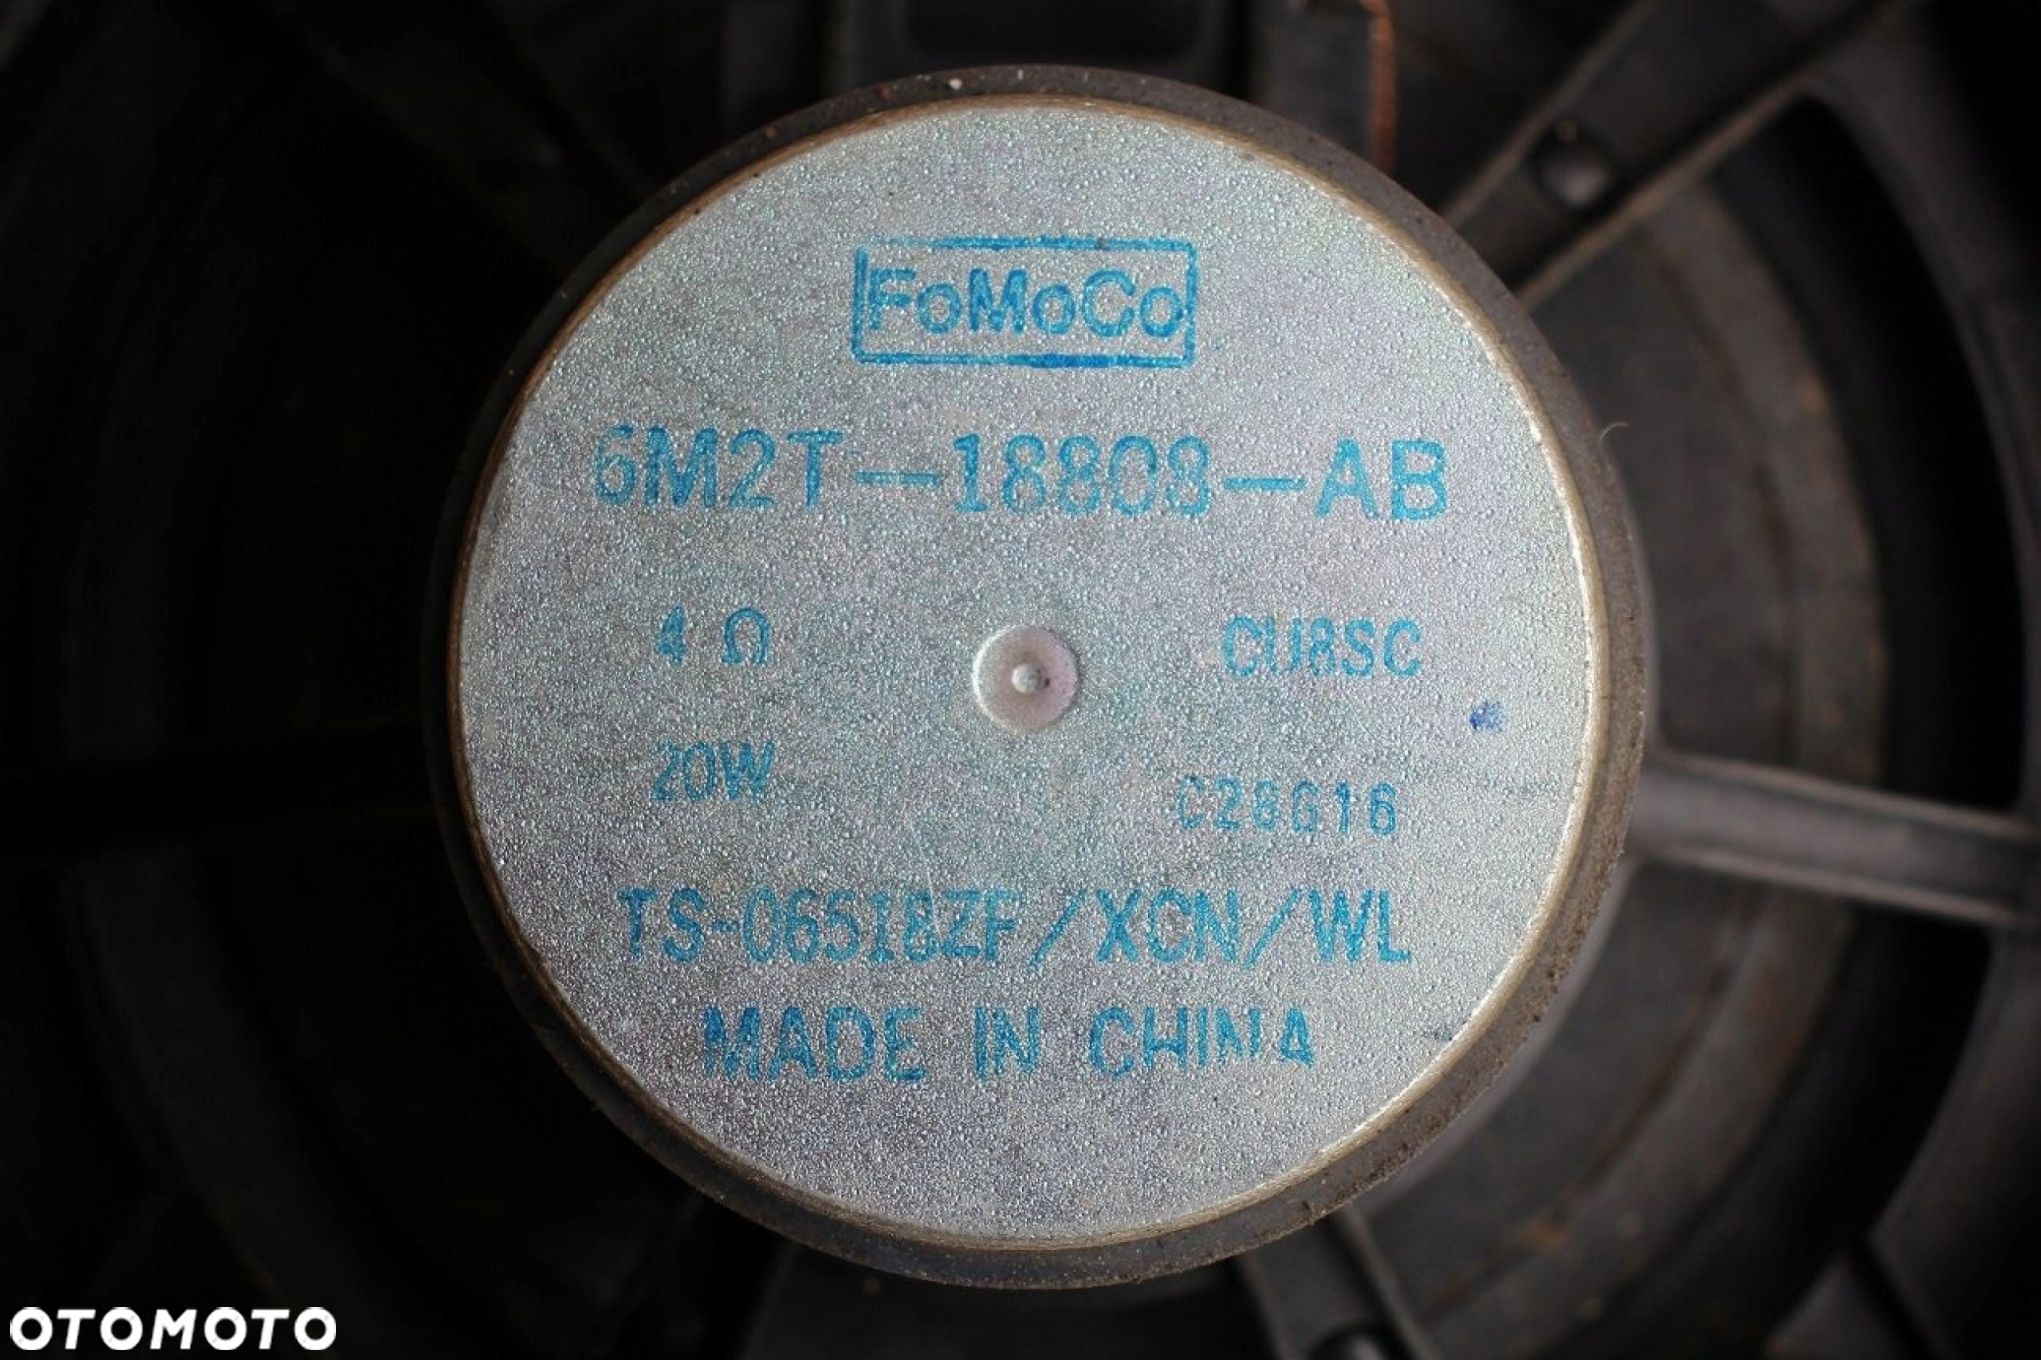 FoMoCo
6M2T-18808-AB
4 Ω CU8SC
20W C28G16
TS-06518ZF/XCN/WL
MADE IN CHINA
OTOMOTO